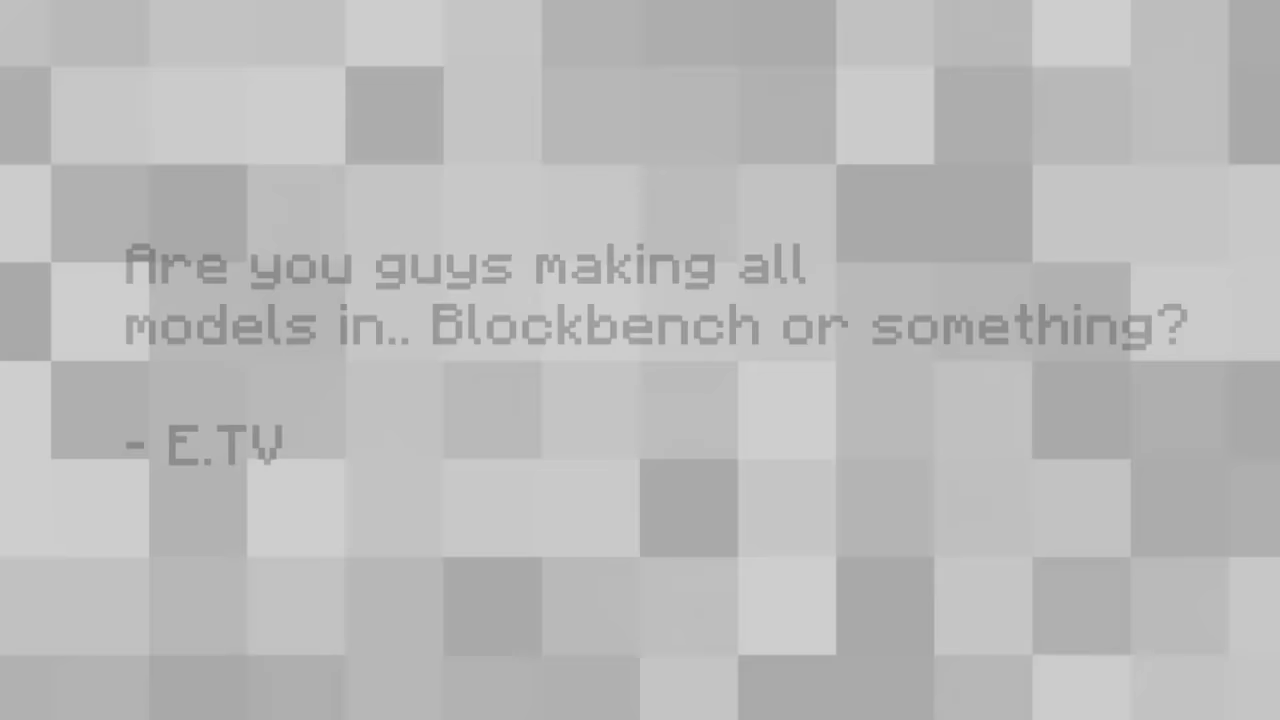 Are you guys making all
models in.. Blockbench or something?
- E.TV